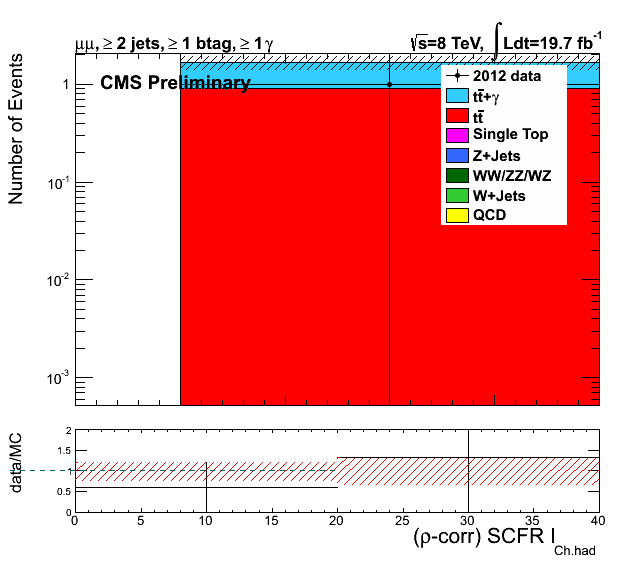 μμ, ≥ 2 jets, ≥ 1 btag, ≥ 1 γ
√s=8 TeV, ∫ Ldt=19.7 fb⁻¹
CMS Preliminary
2012 data
tt̄+γ
tt̄
Single Top
Z+Jets
WW/ZZ/WZ
W+Jets
QCD
Number of Events
1
10⁻¹
10⁻²
10⁻³
data/MC
2
1.5
1
0.5
0
0 5 10 15 20 25 30 35 40
(ρ-corr) SCFR I_Ch.had